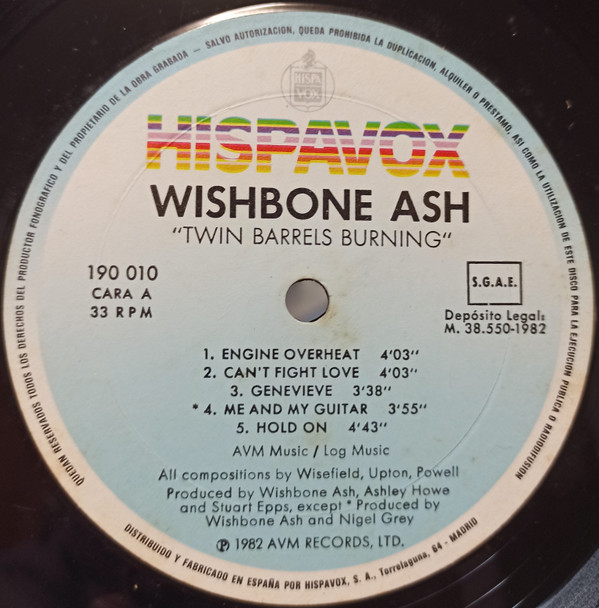 QUEDAN RESERVADOS TODOS LOS DERECHOS DEL PRODUCTOR FONOGRAFICO Y DEL PROPIETARIO DE LA OBRA GRABADA — SALVO AUTORIZACION, QUEDA PROHIBIDA LA DUPLICACION, ALQUILER O PRESTAMO, ASI COMO LA UTILIZACION DE ESTE DISCO PARA LA EJECUCION PUBLICA O RADIODIFUSION
HISPA
VOX
HISPAVOX
WISHBONE ASH
"TWIN BARRELS BURNING"
190 010
CARA A
33 RPM
S.G.A.E.
Depósito Legal:
M. 38.550-1982
1. ENGINE OVERHEAT 4'03"
2. CAN'T FIGHT LOVE 4'03"
3. GENEVIEVE 3'38"
* 4. ME AND MY GUITAR 3'55"
5. HOLD ON 4'43"
AVM Music / Log Music
All compositions by Wisefield, Upton, Powell
Produced by Wishbone Ash, Ashley Howe
and Stuart Epps, except * Produced by
Wishbone Ash and Nigel Grey
℗ 1982 AVM RECORDS, LTD.
DISTRIBUIDO Y FABRICADO EN ESPAÑA POR HISPAVOX, S. A., Torrelaguna, 64 - MADRID